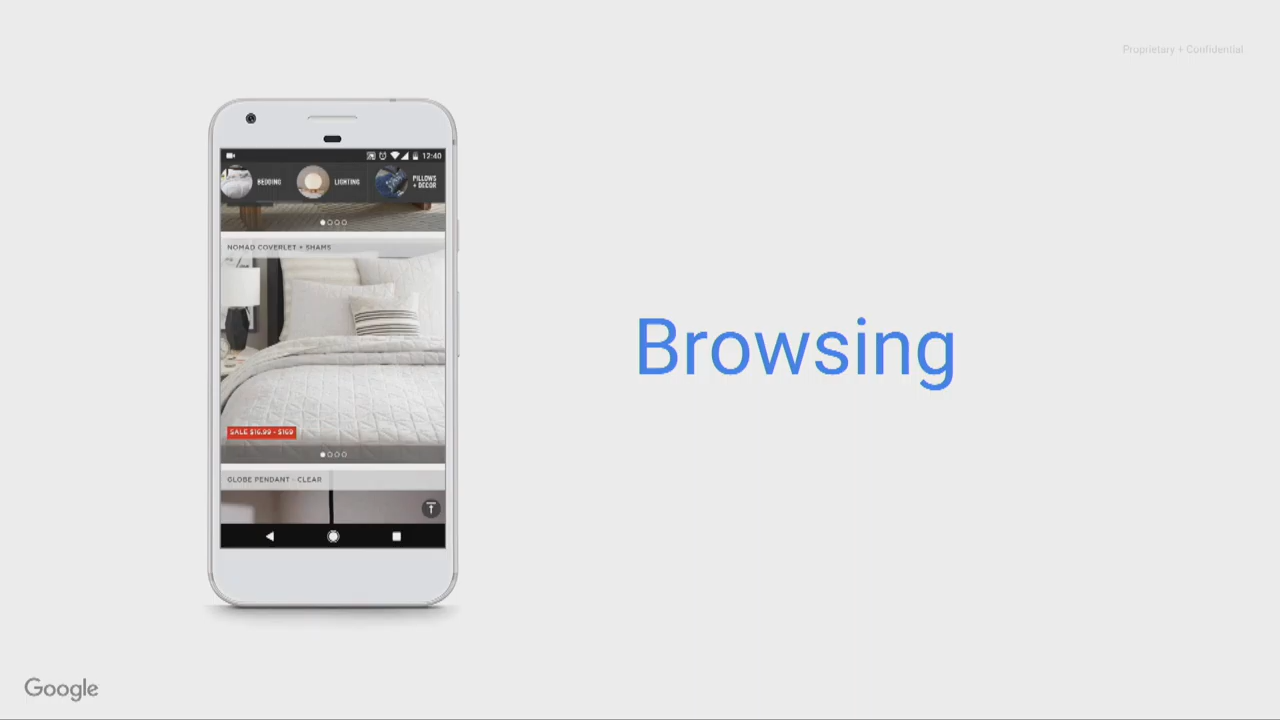 Proprietary + Confidential
12:40
BEDDING
LIGHTING
PILLOWS
+ DECOR
NOMAD COVERLET + SHAMS
SALE $16.99 - $169
GLOBE PENDANT - CLEAR
Browsing
Google